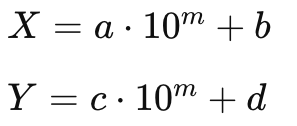 X = a · 10^m + b
Y = c · 10^m + d